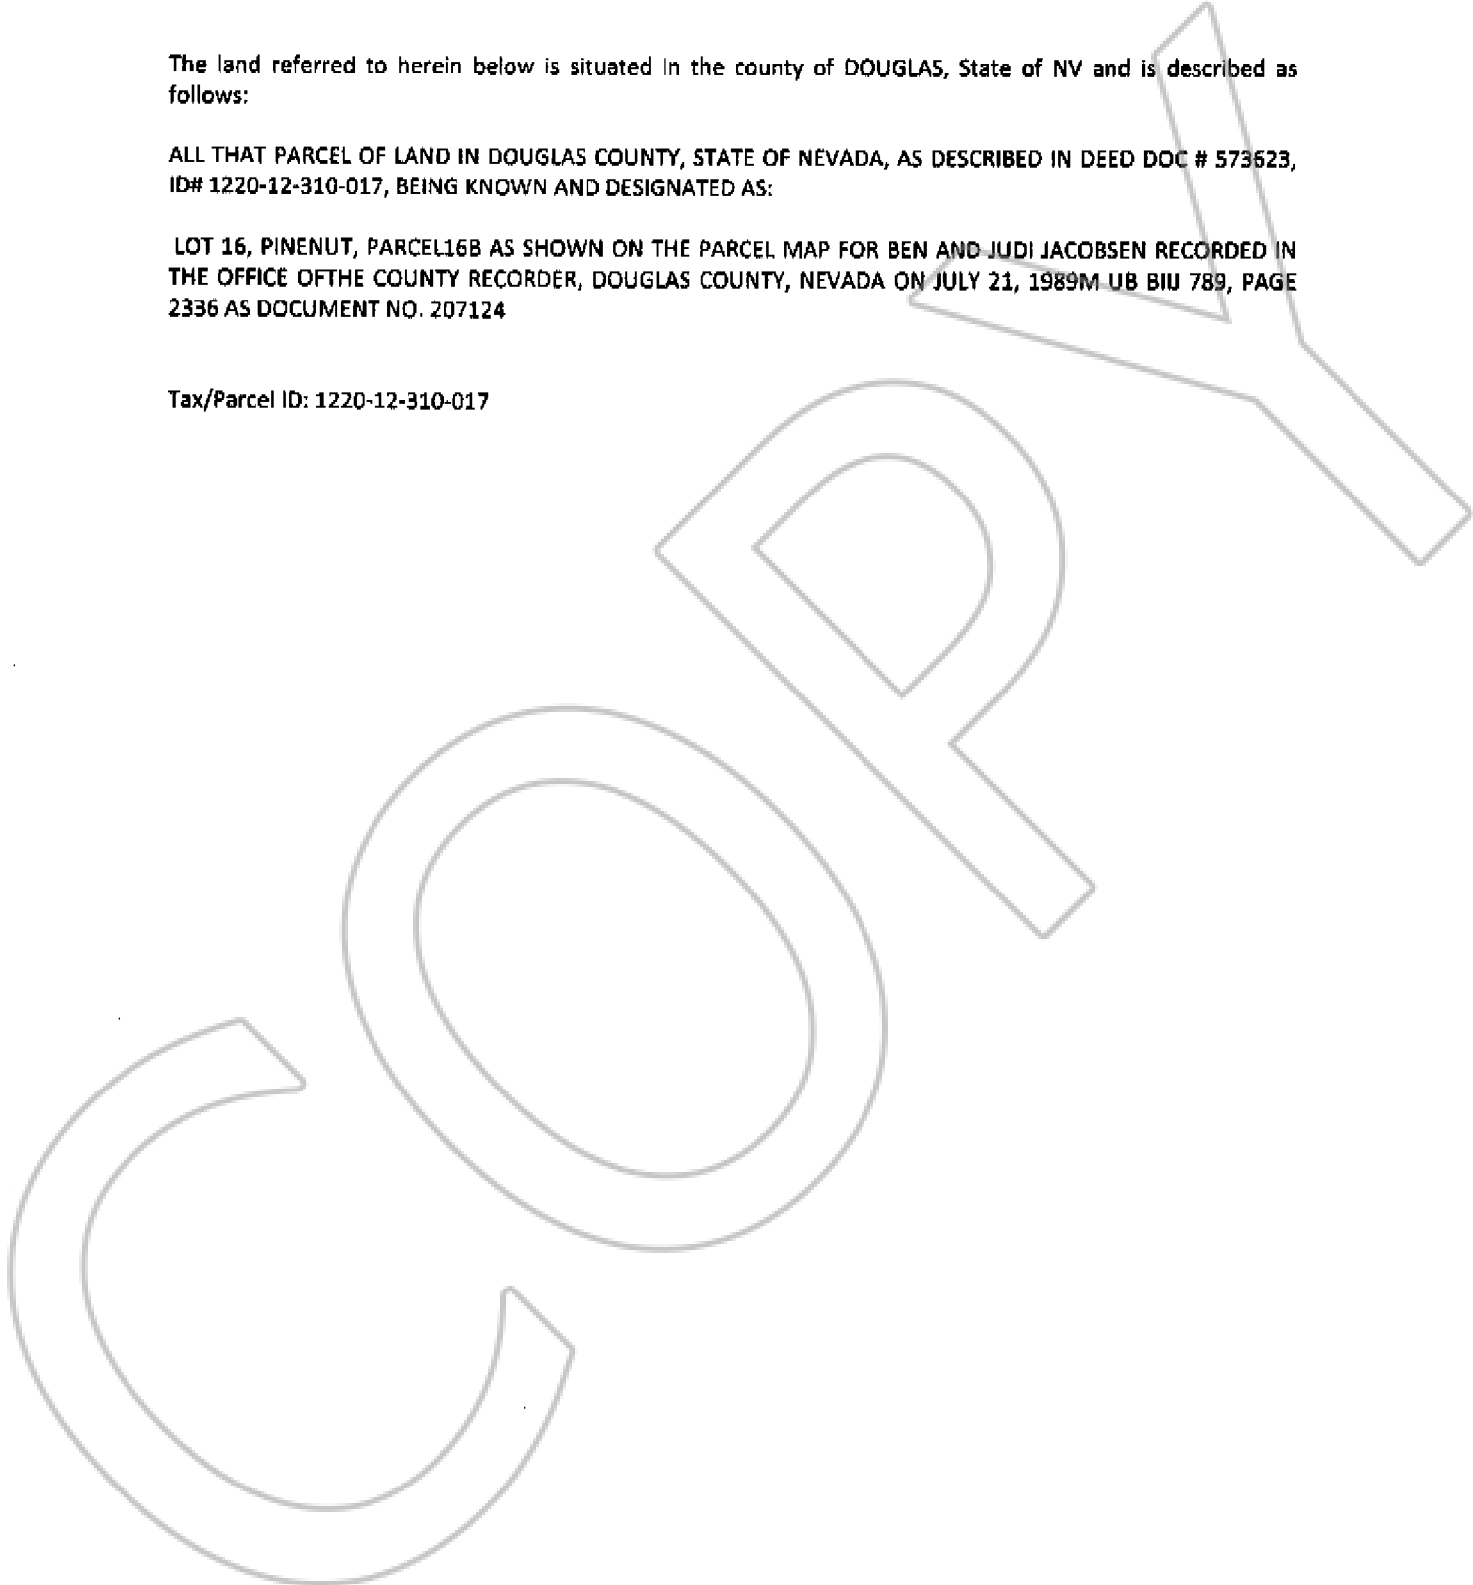 The land referred to herein below is situated in the county of DOUGLAS, State of NV and is described as
follows:
ALL THAT PARCEL OF LAND IN DOUGLAS COUNTY, STATE OF NEVADA, AS DESCRIBED IN DEED DOC # 573623,
ID# 1220-12-310-017, BEING KNOWN AND DESIGNATED AS:
LOT 16, PINENUT, PARCEL16B AS SHOWN ON THE PARCEL MAP FOR BEN AND JUDI JACOBSEN RECORDED IN
THE OFFICE OFTHE COUNTY RECORDER, DOUGLAS COUNTY, NEVADA ON JULY 21, 1989M UB BIU 789, PAGE
2336 AS DOCUMENT NO. 207124
Tax/Parcel ID: 1220-12-310-017
COPY